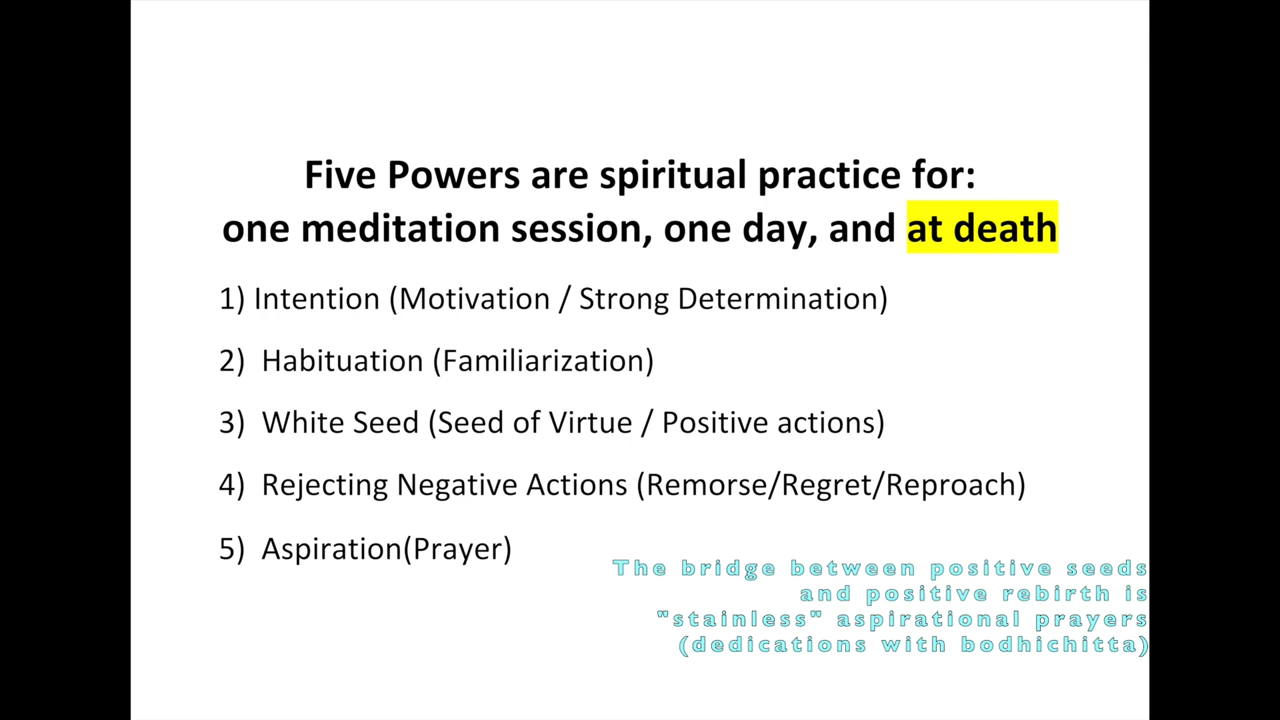 Five Powers are spiritual practice for:
one meditation session, one day, and at death
1) Intention (Motivation / Strong Determination)
2) Habituation (Familiarization)
3) White Seed (Seed of Virtue / Positive actions)
4) Rejecting Negative Actions (Remorse/Regret/Reproach)
5) Aspiration(Prayer)
The bridge between positive seeds
and positive rebirth is
"stainless" aspirational prayers
(dedications with bodhichitta)